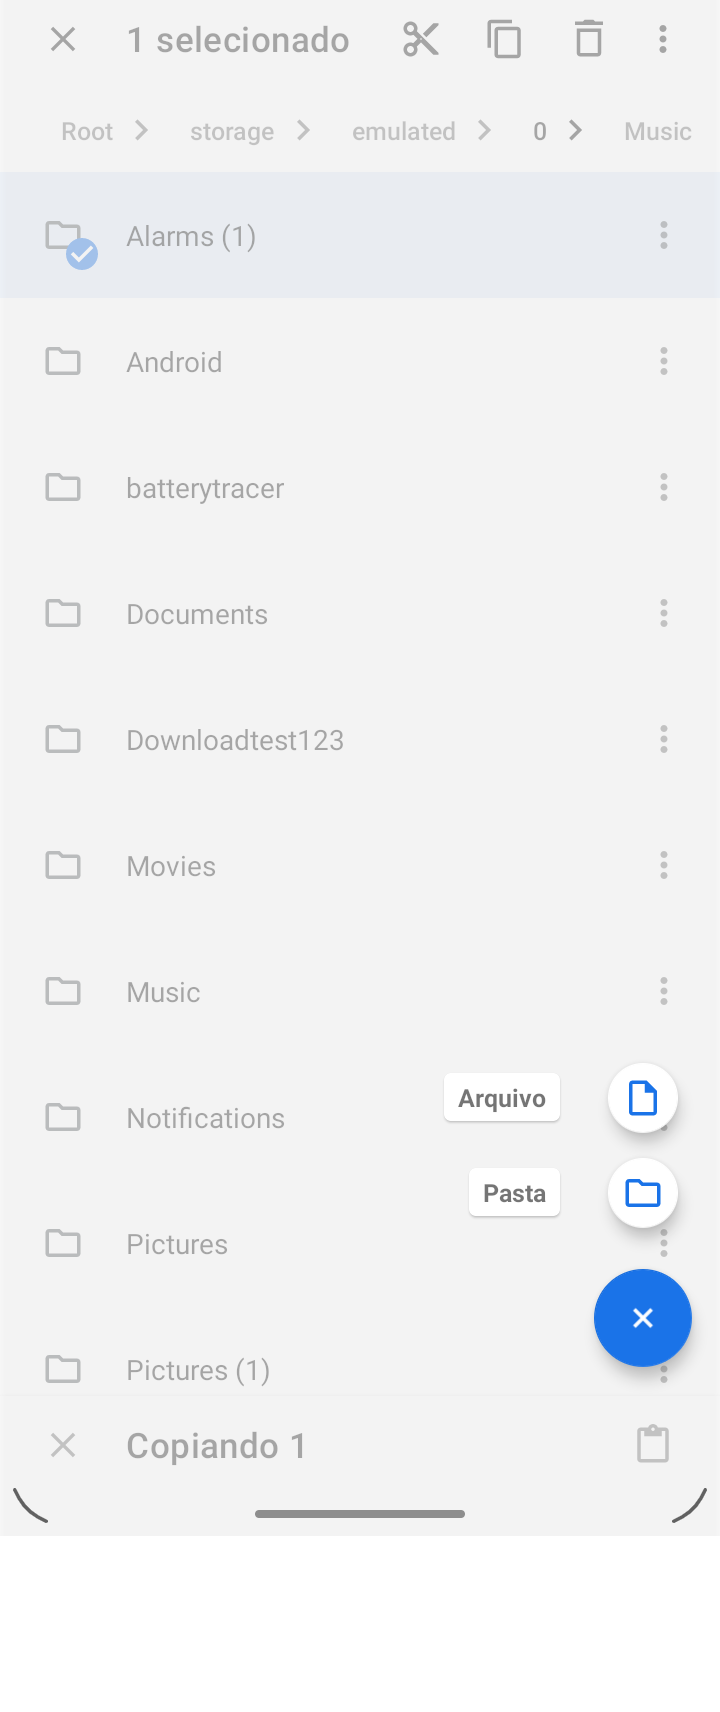 1 selecionado
Root storage emulated 0 Music
Alarms (1)
Android
batterytracer
Documents
Downloadtest123
Movies
Music
Arquivo
Notifications
Pasta
Pictures
Pictures (1)
Copiando 1